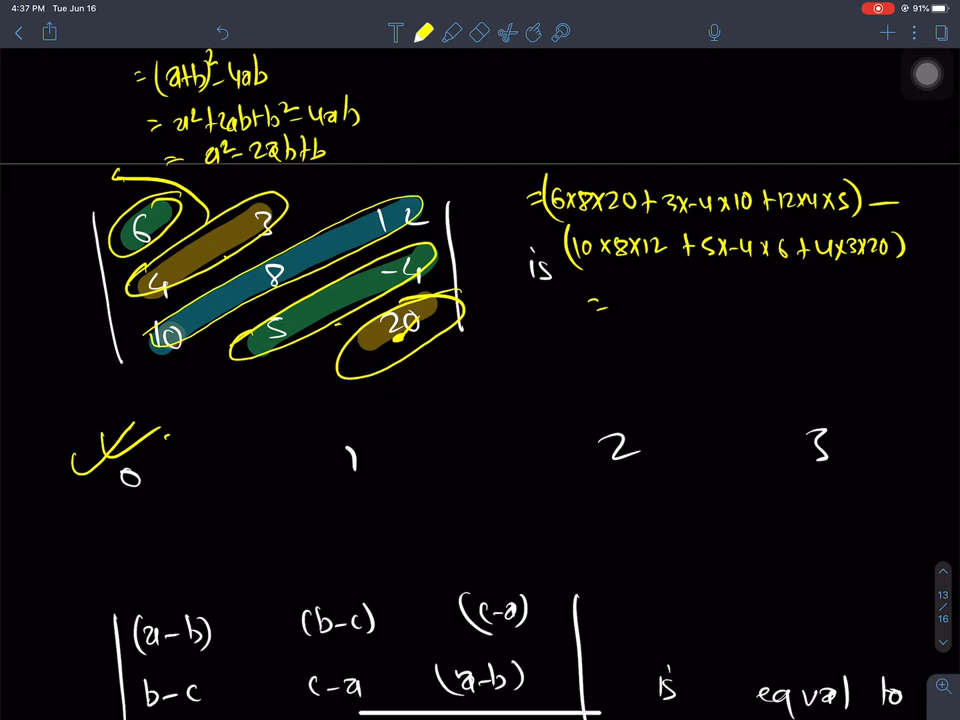 4:37 PM Tue Jun 16
91%
= (a+b)² - 4ab
= a² + 2ab + b² - 4ab
= a² - 2ab + b
6 3 12
4 8 -4
10 5 20
is
= (6×8×20 + 3×-4×10 + 12×4×5) —
(10×8×12 + 5×-4×6 + 4×3×20)
=
0 1 2 3
13
/
16
(a-b) (b-c) (c-a)
b-c c-a (a-b) is equal to